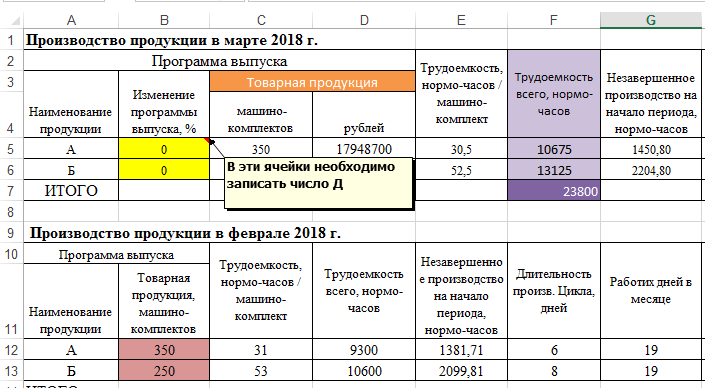 A B C D E F G
1 Производство продукции в марте 2018 г.
2 Программа выпуска
3 Товарная продукция
4 Наименование продукции Изменение программы выпуска, % машино-комплектов рублей Трудоемкость, нормо-часов / машино-комплект Трудоемкость всего, нормо-часов Незавершенное производство на начало периода, нормо-часов
5 А 0 350 17948700 30,5 10675 1450,80
6 Б 0 52,5 13125 2204,80
В эти ячейки необходимо
записать число Д
7 ИТОГО 23800
8
9 Производство продукции в феврале 2018 г.
10 Программа выпуска
11 Наименование продукции Товарная продукция, машино-комплектов Трудоемкость, нормо-часов / машино-комплект Трудоемкость всего, нормо-часов Незавершенное производство на начало периода, нормо-часов Длительность произв. Цикла, дней Работих дней в месяце
12 А 350 31 9300 1381,71 6 19
13 Б 250 53 10600 2099,81 8 19